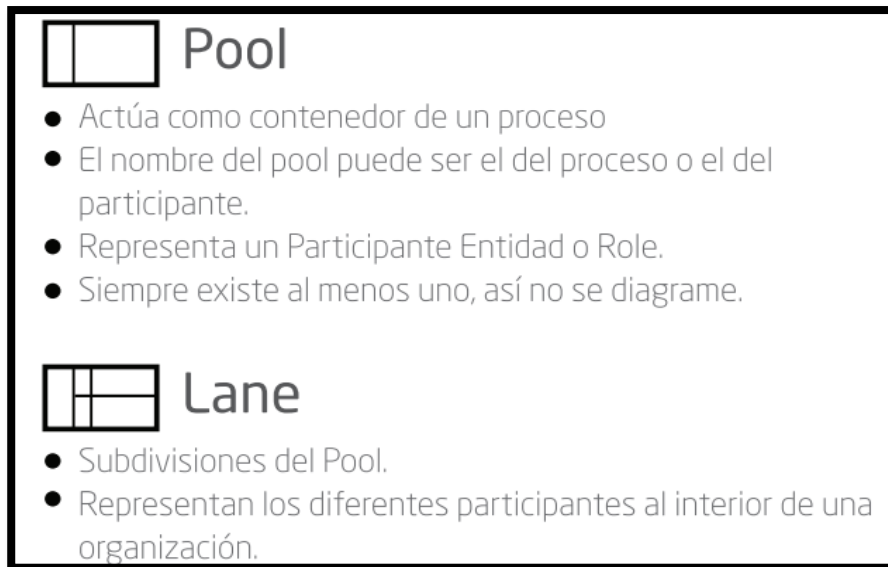 Pool
● Actúa como contenedor de un proceso
● El nombre del pool puede ser el del proceso o el del
participante.
● Representa un Participante Entidad o Role.
● Siempre existe al menos uno, así no se diagrame.
Lane
● Subdivisiones del Pool.
● Representan los diferentes participantes al interior de una
organización.